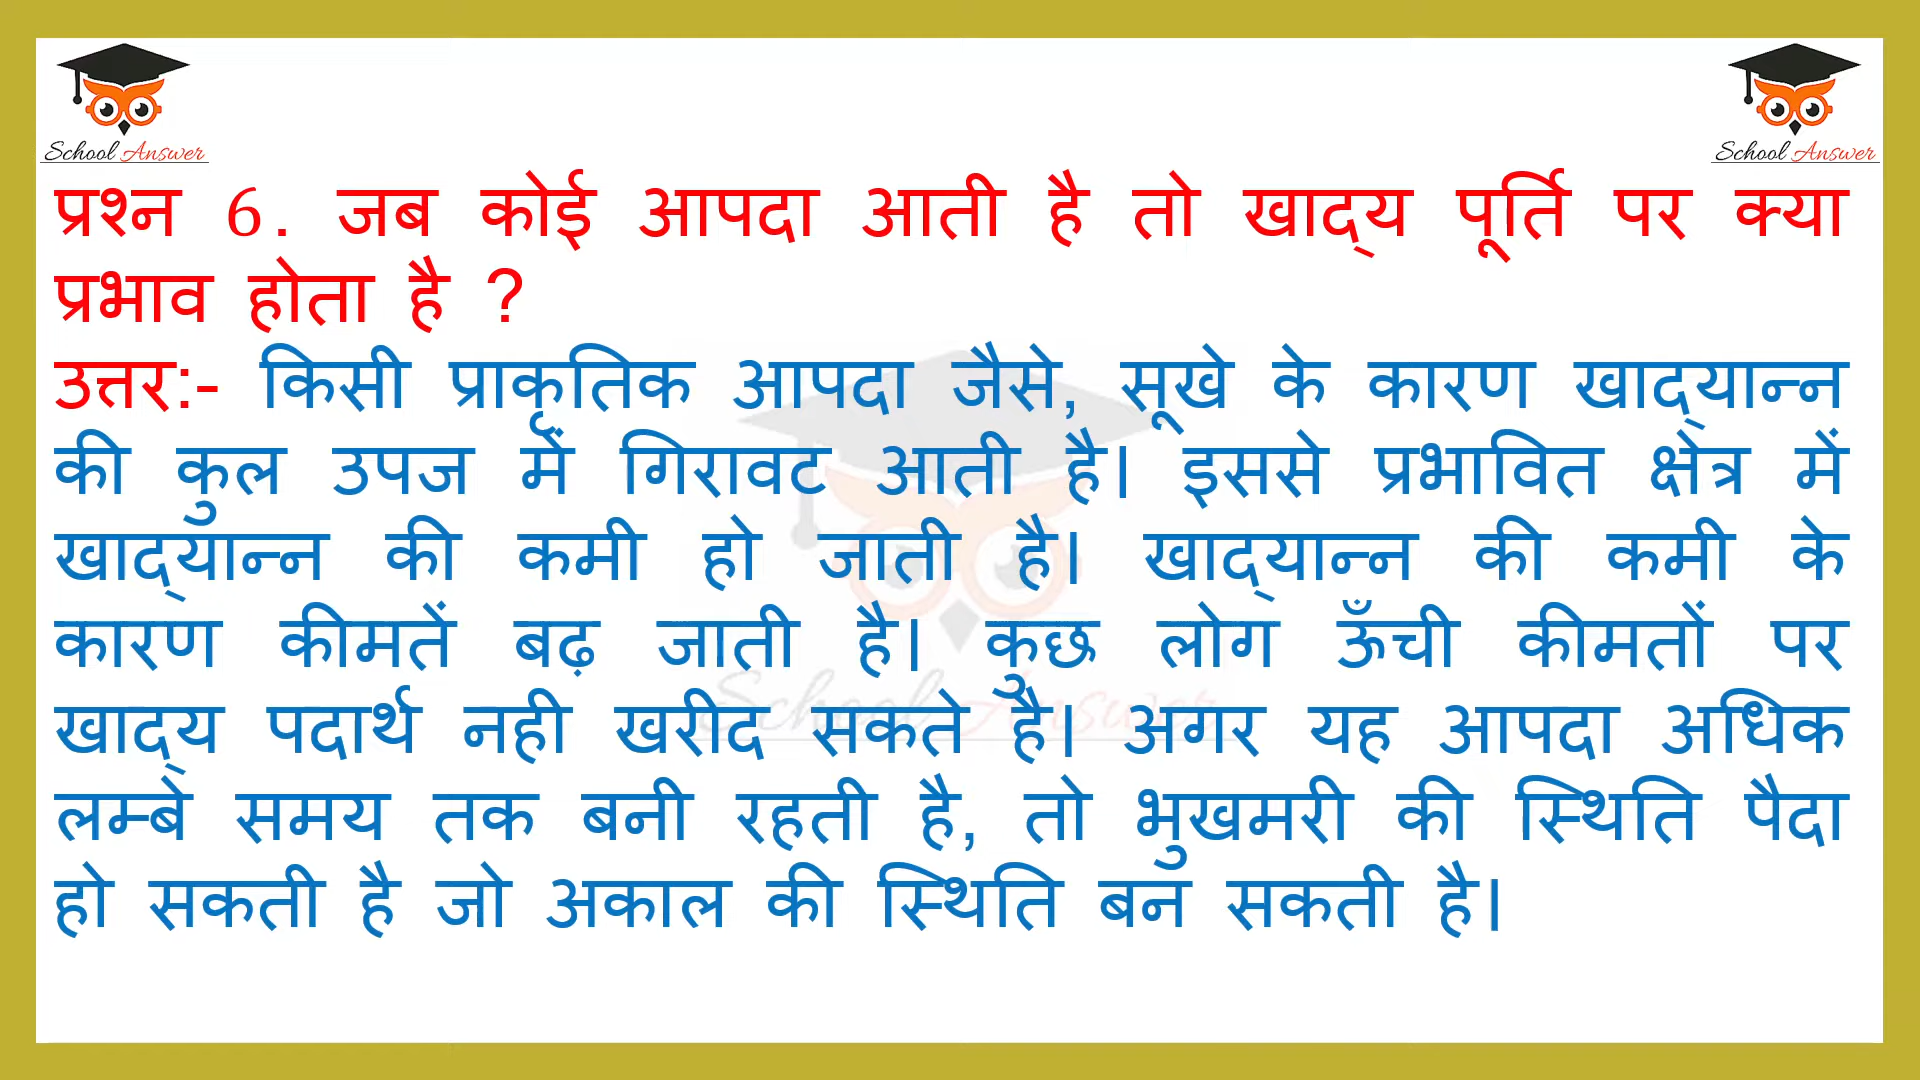 School Answer
School Answer
प्रश्न 6. जब कोई आपदा आती है तो खाद्य पूर्ति पर क्या
प्रभाव होता है ?
उत्तर:- किसी प्राकृतिक आपदा जैसे, सूखे के कारण खाद्यान्न
की कुल उपज में गिरावट आती है। इससे प्रभावित क्षेत्र में
खाद्यान्न की कमी हो जाती है। खाद्यान्न की कमी के
कारण कीमतें बढ़ जाती है। कुछ लोग ऊँची कीमतों पर
खाद्य पदार्थ नही खरीद सकते है। अगर यह आपदा अधिक
लम्बे समय तक बनी रहती है, तो भुखमरी की स्थिति पैदा
हो सकती है जो अकाल की स्थिति बन सकती है।
School Answer